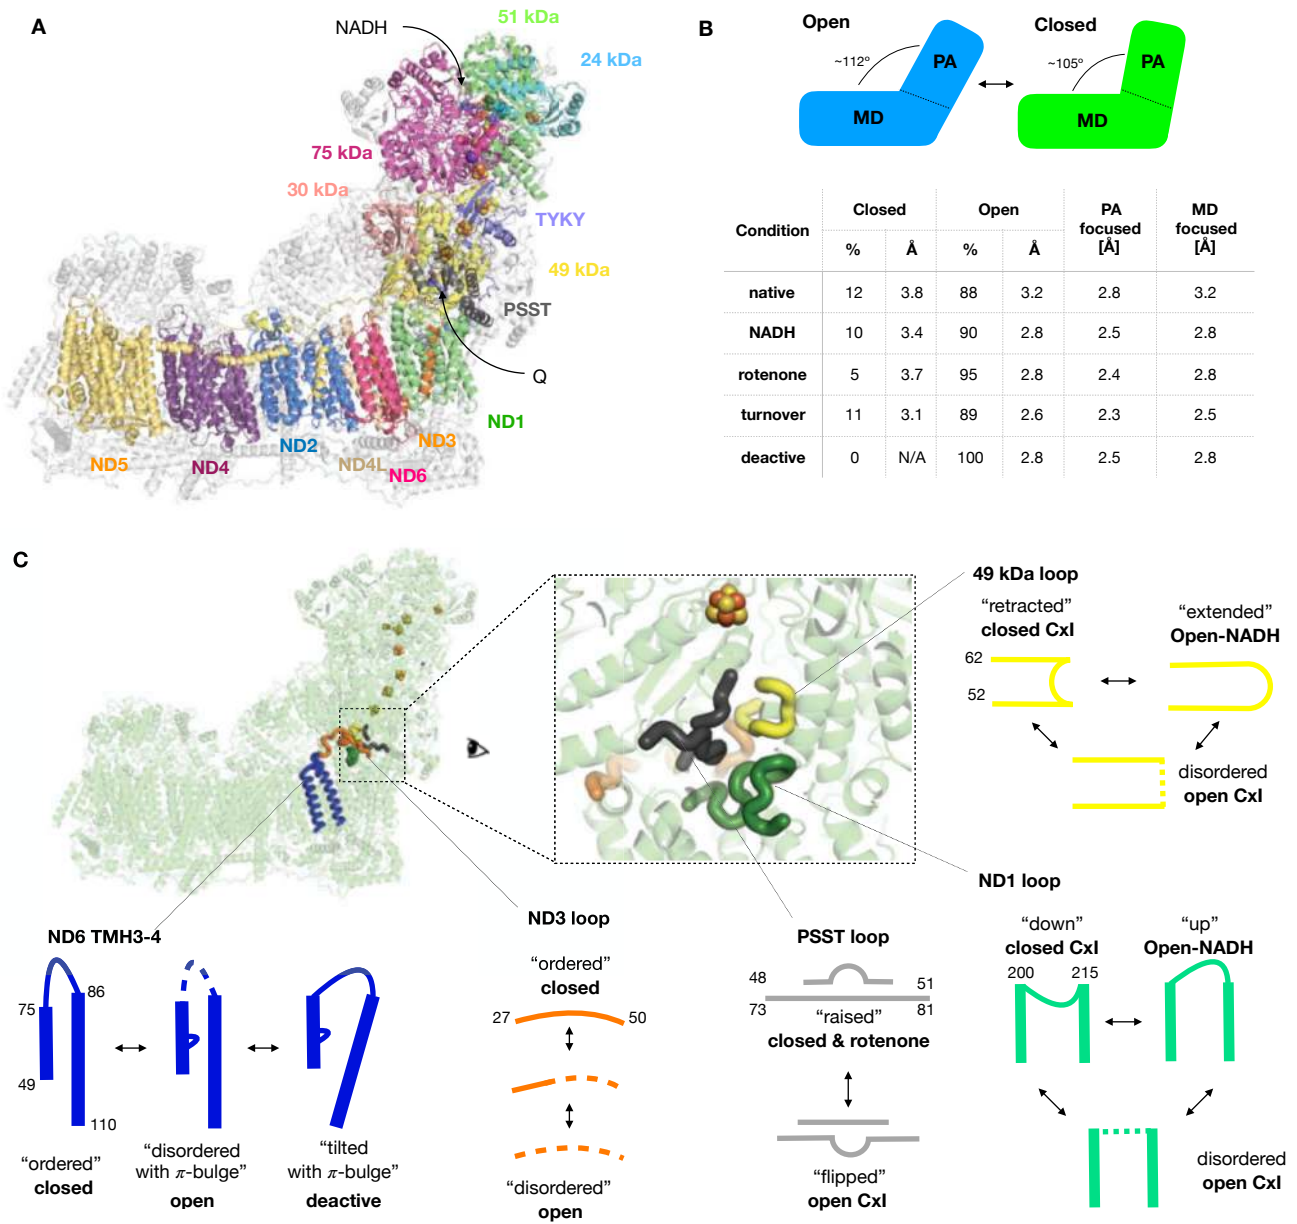 A
NADH
51 kDa
24 kDa
75 kDa
30 kDa
TYKY
49 kDa
PSST
Q
ND1
ND3
ND2
ND4L
ND6
ND4
ND5
B
Open
Closed
~112º
PA
MD
~105º
PA
MD
Condition
Closed
Open
PA focused [Å]
MD focused [Å]
% Å % Å
native 12 3.8 88 3.2 2.8 3.2
NADH 10 3.4 90 2.8 2.5 2.8
rotenone 5 3.7 95 2.8 2.4 2.8
turnover 11 3.1 89 2.6 2.3 2.5
deactive 0 N/A 100 2.8 2.5 2.8
C
49 kDa loop
“retracted”
closed CxI
“extended”
Open-NADH
62
52
disordered
open CxI
ND1 loop
“down”
closed CxI
“up”
Open-NADH
200
215
disordered
open CxI
ND6 TMH3-4
75
86
49
110
“ordered”
closed
“disordered
with π-bulge”
open
“tilted
with π-bulge”
deactive
ND3 loop
“ordered”
closed
27
50
“disordered”
open
PSST loop
48
51
73
81
“raised”
closed & rotenone
“flipped”
open CxI